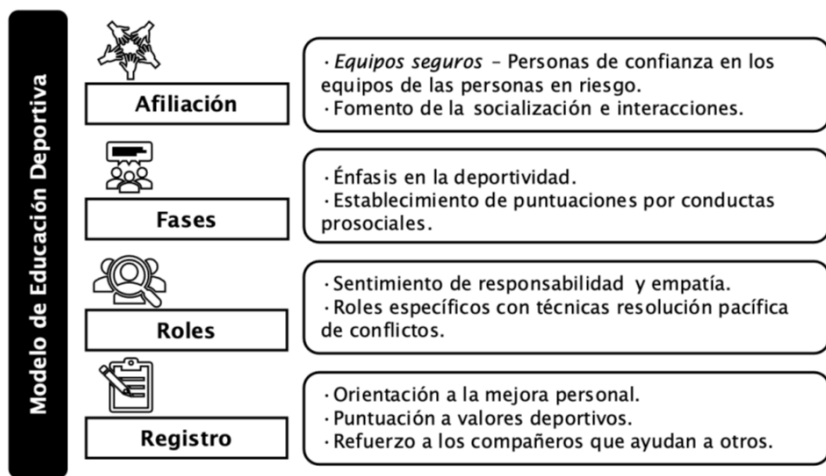 Modelo de Educación Deportiva
Afiliación
· Equipos seguros – Personas de confianza en los
equipos de las personas en riesgo.
· Fomento de la socialización e interacciones.
Fases
· Énfasis en la deportividad.
· Establecimiento de puntuaciones por conductas
prosociales.
Roles
· Sentimiento de responsabilidad y empatía.
· Roles específicos con técnicas resolución pacífica
de conflictos.
Registro
· Orientación a la mejora personal.
· Puntuación a valores deportivos.
· Refuerzo a los compañeros que ayudan a otros.